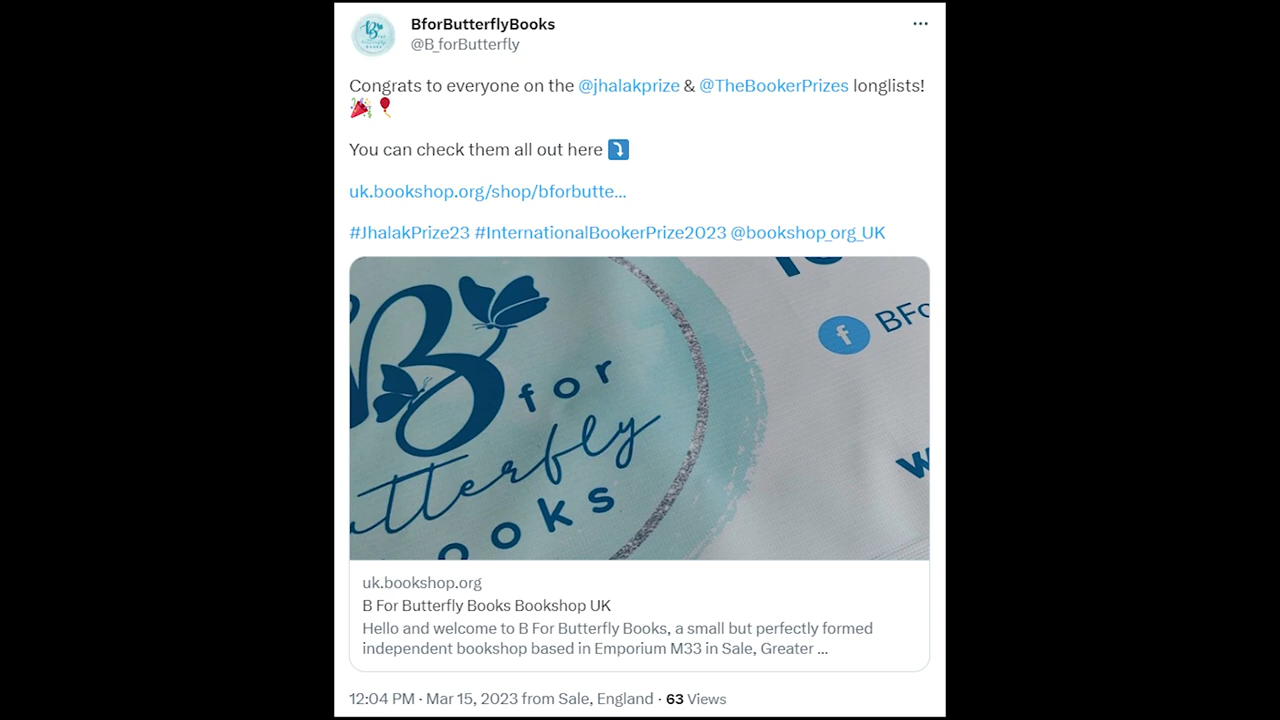 BforButterflyBooks
@B_forButterfly
Congrats to everyone on the @jhalakprize & @TheBookerPrizes longlists!
🎉🎈
You can check them all out here ⤵️
uk.bookshop.org/shop/bforbutte...
#JhalakPrize23 #InternationalBookerPrize2023 @bookshop_org_UK
B
for
utterfly
ooks
f BFo
w
uk.bookshop.org
B For Butterfly Books Bookshop UK
Hello and welcome to B For Butterfly Books, a small but perfectly formed
independent bookshop based in Emporium M33 in Sale, Greater ...
12:04 PM · Mar 15, 2023 from Sale, England · 63 Views